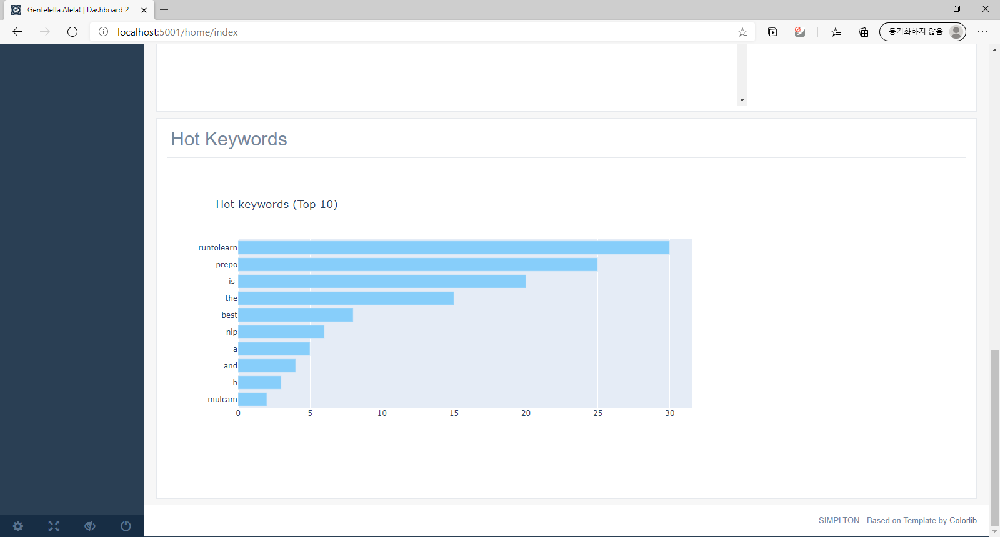 Gentelella Alela! | Dashboard 2
localhost:5001/home/index
동기화하지 않음
Hot Keywords
Hot keywords (Top 10)
runtolearn
prepo
is
the
best
nlp
a
and
b
mulcam
0 5 10 15 20 25 30
SIMPLTON - Based on Template by Colorlib